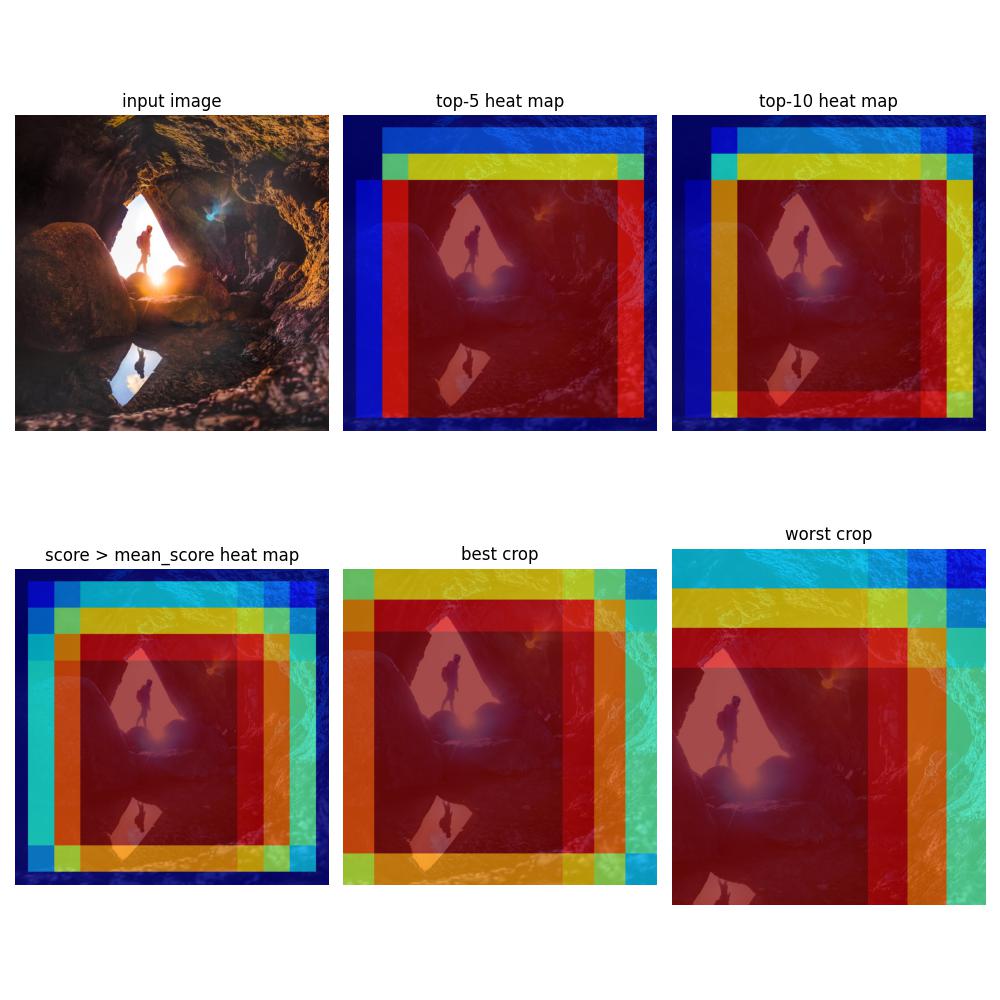 input image
top-5 heat map
top-10 heat map
score > mean_score heat map
best crop
worst crop